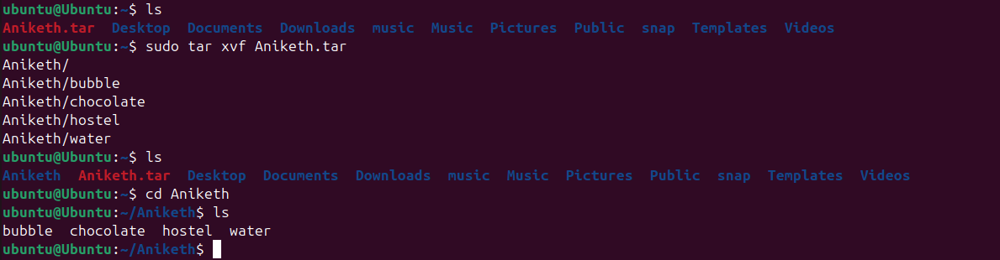 ubuntu@Ubuntu:~$ ls
Aniketh.tar  Desktop  Documents  Downloads  music  Music  Pictures  Public  snap  Templates  Videos
ubuntu@Ubuntu:~$ sudo tar xvf Aniketh.tar
Aniketh/
Aniketh/bubble
Aniketh/chocolate
Aniketh/hostel
Aniketh/water
ubuntu@Ubuntu:~$ ls
Aniketh  Aniketh.tar  Desktop  Documents  Downloads  music  Music  Pictures  Public  snap  Templates  Videos
ubuntu@Ubuntu:~$ cd Aniketh
ubuntu@Ubuntu:~/Aniketh$ ls
bubble  chocolate  hostel  water
ubuntu@Ubuntu:~/Aniketh$